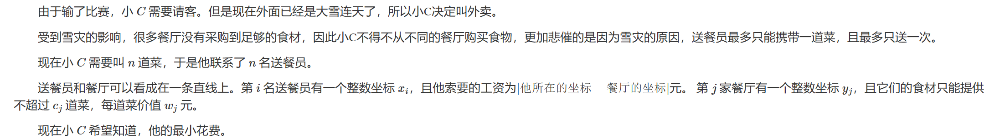 由于输了比赛，小 C 需要请客。但是现在外面已经是大雪连天了，所以小C决定叫外卖。
受到雪灾的影响，很多餐厅没有采购到足够的食材，因此小C不得不从不同的餐厅购买食物，更加悲催的是因为雪灾的原因，送餐员最多只能携带一道菜，且最多只送一次。
现在小 C 需要叫 n 道菜，于是他联系了 n 名送餐员。
送餐员和餐厅可以看成在一条直线上。第 i 名送餐员有一个整数坐标 x_i，且他索要的工资为|他所在的坐标 − 餐厅的坐标|元。 第 j 家餐厅有一个整数坐标 y_j，且它们的食材只能提供
不超过 c_j 道菜，每道菜价值 w_j 元。
现在小 C 希望知道，他的最小花费。